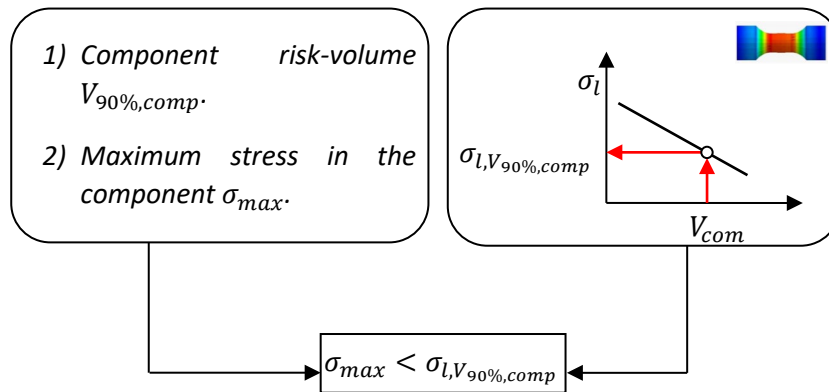 1) Component risk-volume
V90%,comp.
2) Maximum stress in the
component σmax.
σl
σl,V90%,comp
Vcom
σmax < σl,V90%,comp